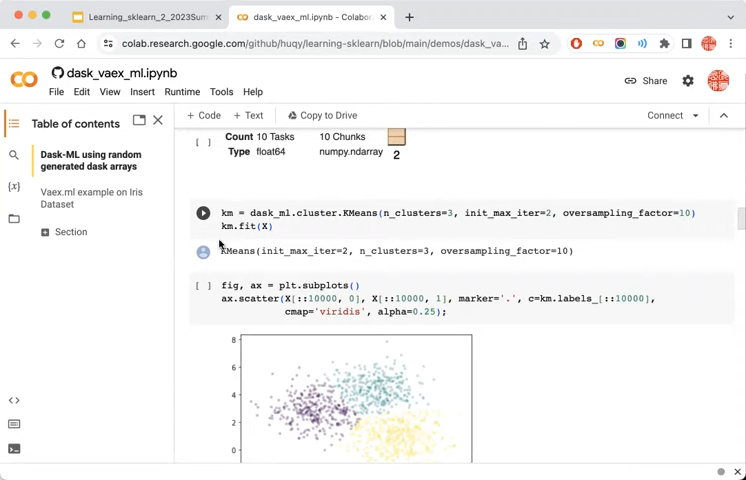 Learning_sklearn_2_2023Sum
dask_vaex_ml.ipynb - Colabora
colab.research.google.com/github/huqy/learning-sklearn/blob/main/demos/dask_va...
dask_vaex_ml.ipynb
File Edit View Insert Runtime Tools Help
Share
Table of contents
+ Code + Text Copy to Drive Connect
Dask-ML using random
generated dask arrays
Vaex.ml example on Iris
Dataset
Section
[ ] Count 10 Tasks 10 Chunks
Type float64 numpy.ndarray
2
km = dask_ml.cluster.KMeans(n_clusters=3, init_max_iter=2, oversampling_factor=10)
km.fit(X)
KMeans(init_max_iter=2, n_clusters=3, oversampling_factor=10)
[ ] fig, ax = plt.subplots()
ax.scatter(X[::10000, 0], X[::10000, 1], marker='.', c=km.labels_[::10000],
cmap='viridis', alpha=0.25);
8
6
4
2
0